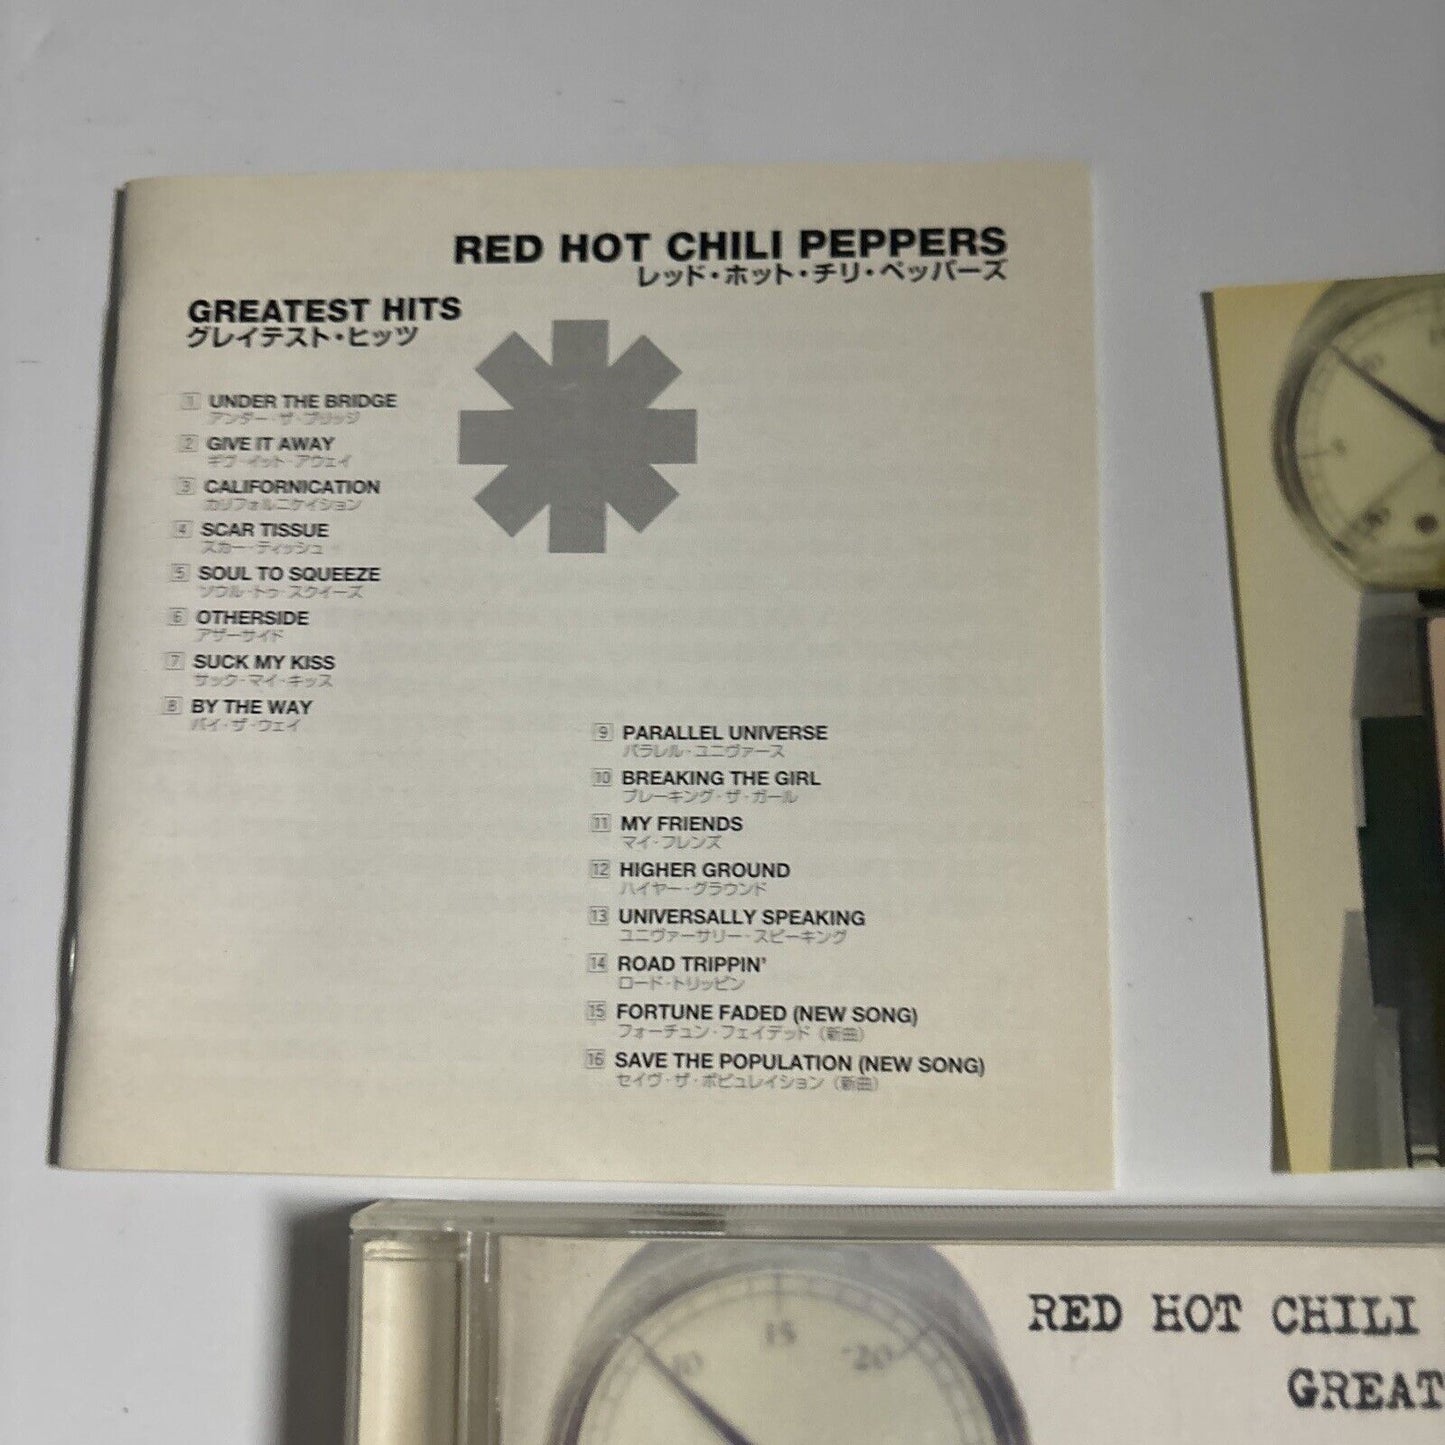 RED HOT CHILI PEPPERS
レッド・ホット・チリ・ペッパーズ
GREATEST HITS
グレイテスト・ヒッツ
1 UNDER THE BRIDGE
アンダー・ザ・ブリッジ
2 GIVE IT AWAY
ギヴ・イット・アウェイ
3 CALIFORNICATION
カリフォルニケイション
4 SCAR TISSUE
スカー・ティッシュ
5 SOUL TO SQUEEZE
ソウル・トゥ・スクイーズ
6 OTHERSIDE
アザーサイド
7 SUCK MY KISS
サック・マイ・キッス
8 BY THE WAY
バイ・ザ・ウェイ
9 PARALLEL UNIVERSE
パラレル・ユニヴァース
10 BREAKING THE GIRL
ブレーキング・ザ・ガール
11 MY FRIENDS
マイ・フレンズ
12 HIGHER GROUND
ハイヤー・グラウンド
13 UNIVERSALLY SPEAKING
ユニヴァーサリー・スピーキング
14 ROAD TRIPPIN'
ロード・トリッピン
15 FORTUNE FADED (NEW SONG)
フォーチュン・フェイデッド（新曲）
16 SAVE THE POPULATION (NEW SONG)
セイヴ・ザ・ポピュレイション（新曲）
RED HOT CHILI
GREAT
10 15 20